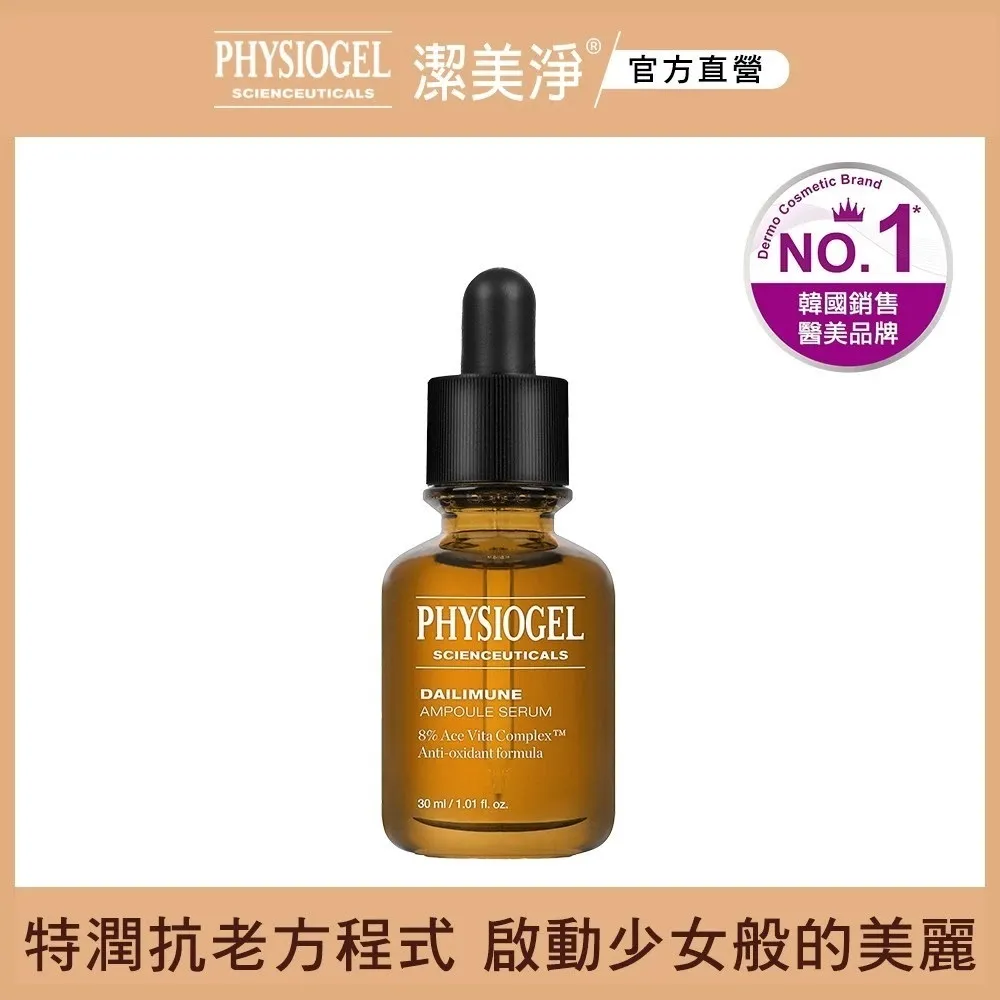 PHYSIOGEL
SCIENCEUTICALS
潔美淨®
官方直營
Dermo Cosmetic Brand
NO.1*
韓國銷售
醫美品牌
PHYSIOGEL
SCIENCEUTICALS
DAILIMUNE
AMPOULE SERUM
8% Ace Vita Complex™
Anti-oxidant formula
30 ml / 1.01 fl. oz.
特潤抗老方程式 啟動少女般的美麗